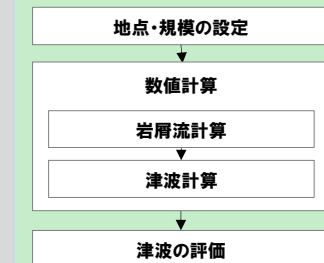 地点・規模の設定
数値計算
岩屑流計算
津波計算
津波の評価